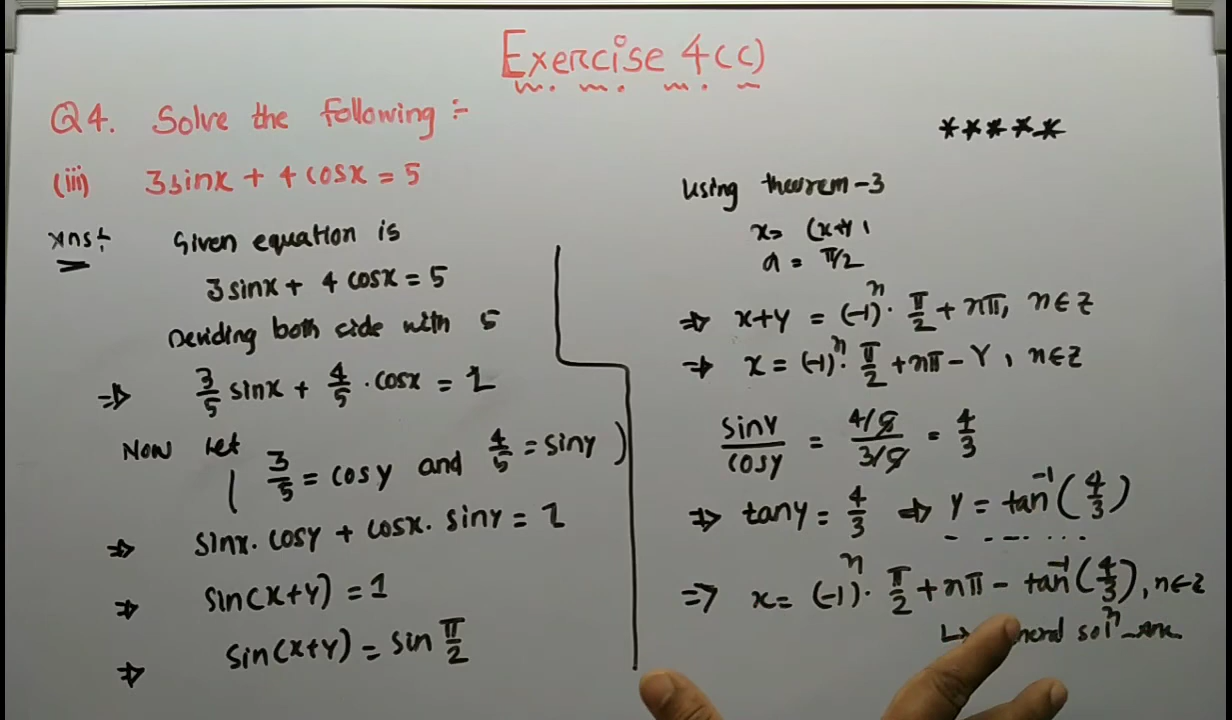 Exercise 4(c)
Q4. Solve the following :-
(iii) 3sinx + 4cosx = 5
Ans:-
Given equation is
3sinx + 4cosx = 5
Deviding both side with 5
⇒ 3/5 sinx + 4/5 · cosx = 1
Now let
( 3/5 = cosy and 4/5 = siny )
⇒ sinx. cosy + cosx. siny = 1
⇒ sin(x+y) = 1
⇒ sin(x+y) = sin π/2
*****
Using theorem-3
x = (x+y)
a = π/2
⇒ x+y = (-1)ⁿ · π/2 + nπ, n∈z
⇒ x = (-1)ⁿ · π/2 + nπ - y, n∈z
siny/cosy = (4/5)/(3/5) = 4/3
⇒ tany = 4/3 ⇒ y = tan⁻¹(4/3)
⇒ x = (-1)ⁿ · π/2 + nπ - tan⁻¹(4/3), n∈z
↳ solⁿ